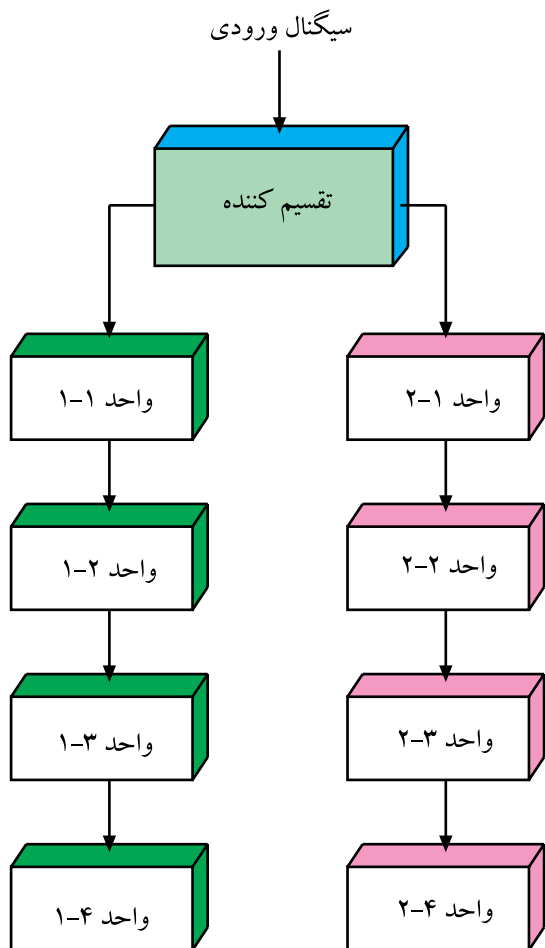 سیگنال ورودی
تقسیم کننده
واحد ۲-۱
واحد ۱-۱
واحد ۲-۲
واحد ۱-۲
واحد ۲-۳
واحد ۱-۳
واحد ۲-۴
واحد ۱-۴